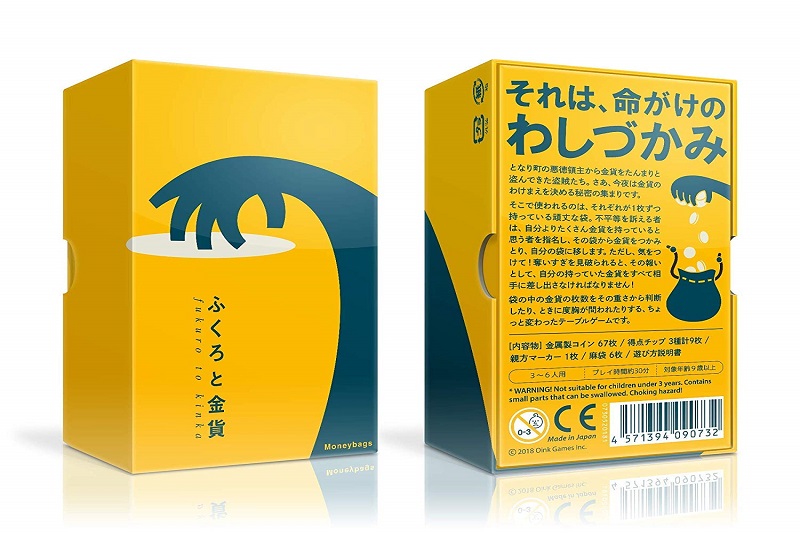 ふくろと金貨
fukuro to kinka
Moneybags
それは、命がけの
わしづかみ
となり町の悪徳領主から金貨をたんまりと
盗んできた盗賊たち。さあ、今夜は金貨の
わけまえを決める秘密の集まりです。
そこで使われるのは、それぞれが1枚ずつ
持っている頑丈な袋。不平等を訴える者
は、自分よりたくさん金貨を持っていると
思う者を指名し、その袋から金貨をつかみ
とり、自分の袋に移します。ただし、気をつ
けて！奪いすぎを見破られると、その報い
として、自分の持っていた金貨をすべて相
手に差し出さなければなりません！
袋の中の金貨の枚数をその重さから判断
したり、ときに度胸が問われたりする、ちょ
っと変わったテーブルゲームです。
【内容物】金属製コイン 67枚 / 得点チップ 3種計9枚 /
親方マーカー 1枚 / 麻袋 6枚 / 遊び方説明書
3〜6人用 プレイ時間約30分 対象年齢9歳以上
* WARNING! Not suitable for children under 3 years. Contains
small parts that can be swallowed. Choking hazard!
0-3
CE
Made in Japan
4 571394 090732
© 2018 Oink Games Inc.